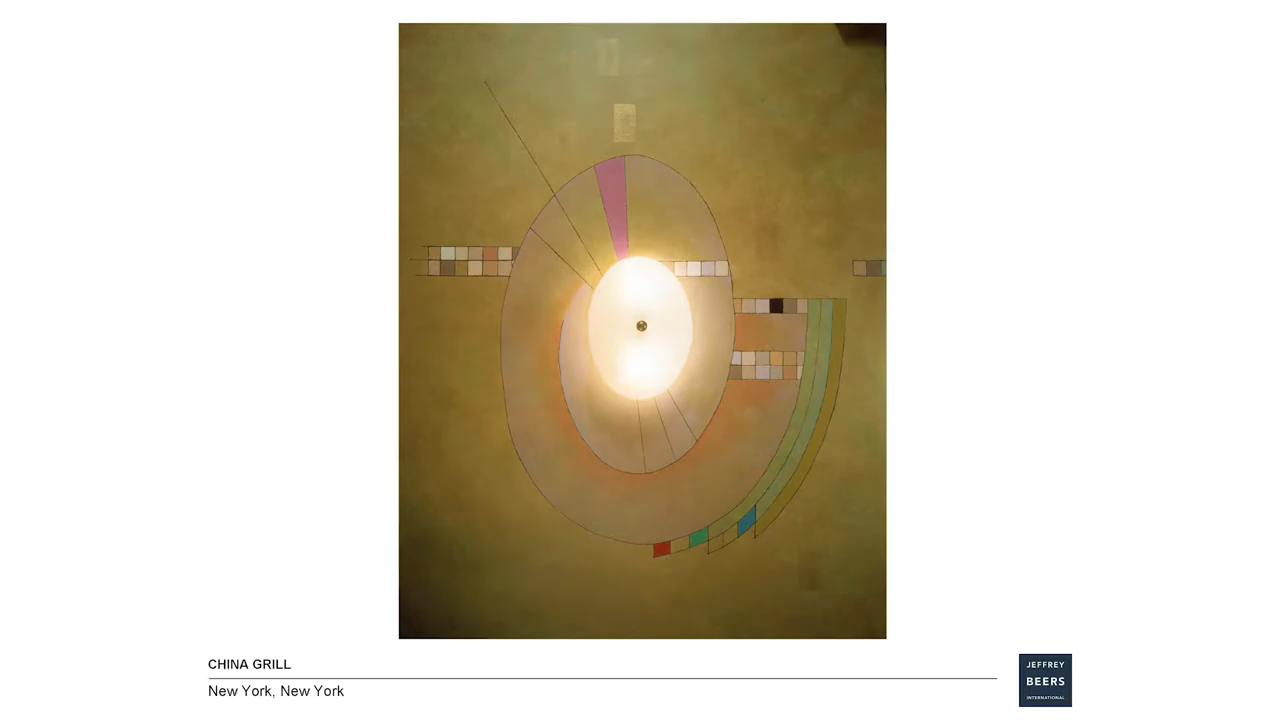 CHINA GRILL
New York, New York
JEFFREY
BEERS
INTERNATIONAL